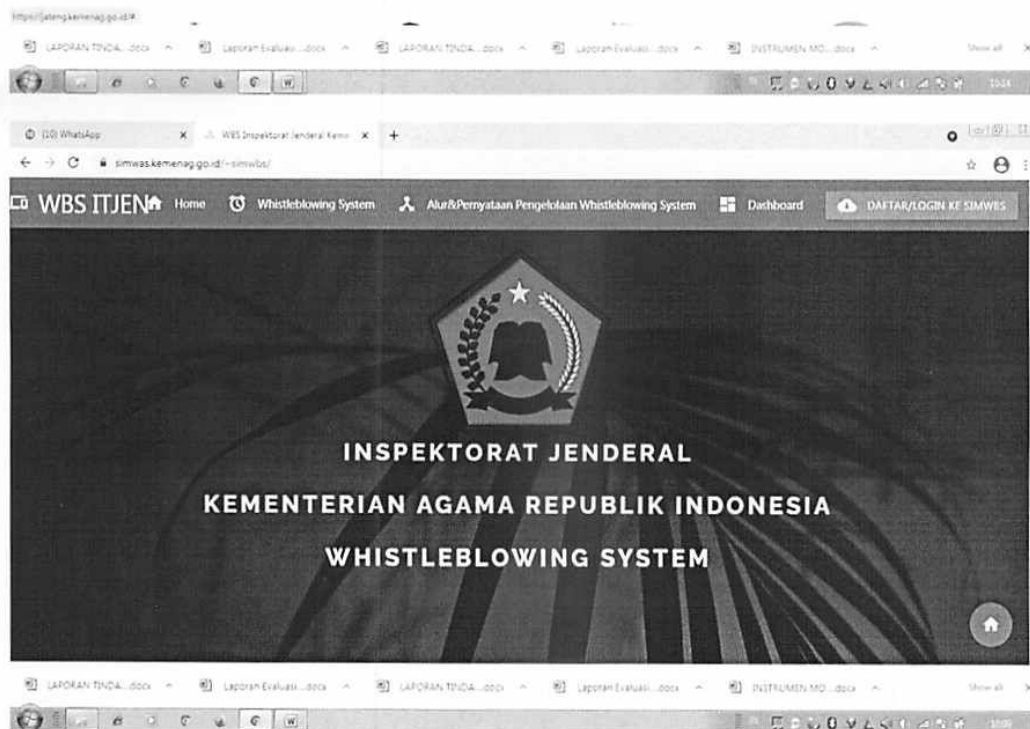 https://jateng.kemenag.go.id/#
LAPORAN TINDA....docx
Laporan Evaluasi....docx
LAPORAN TINDA....docx
Laporan Evaluasi....docx
INSTRUMEN MO....docx
Show all
(10) WhatsApp
WBS Inspektorat Jenderal Keme
simwas.kemenag.go.id/~simwbs/
WBS ITJEN
Home
Whistleblowing System
Alur&Pernyataan Pengelolaan Whistleblowing System
Dashboard
DAFTAR/LOGIN KE SIMWBS
INSPEKTORAT JENDERAL
KEMENTERIAN AGAMA REPUBLIK INDONESIA
WHISTLEBLOWING SYSTEM
LAPORAN TINDA....docx
Laporan Evaluasi....docx
LAPORAN TINDA....docx
Laporan Evaluasi....docx
INSTRUMEN MO....docx
Show all